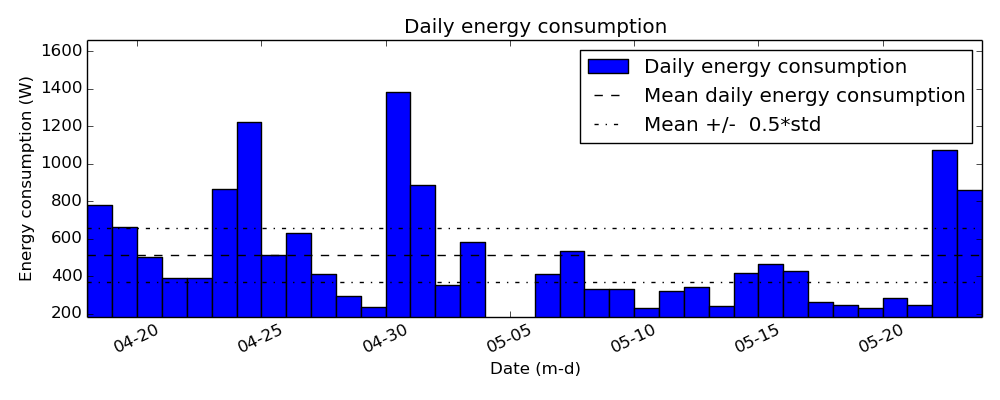 Daily energy consumption
Energy consumption (W)
1600
1400
1200
1000
800
600
400
200
Daily energy consumption
Mean daily energy consumption
Mean +/-  0.5*std
04-20
04-25
04-30
05-05
05-10
05-15
05-20
Date (m-d)